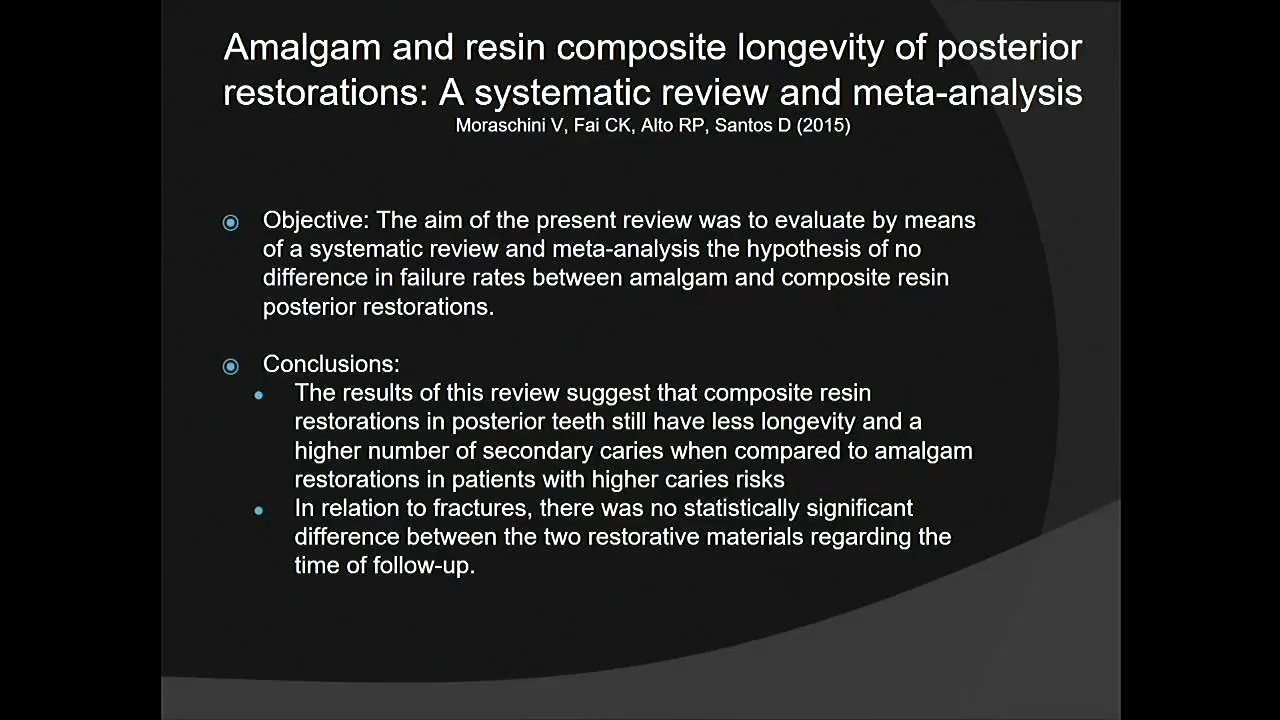 Amalgam and resin composite longevity of posterior
restorations: A systematic review and meta-analysis
Moraschini V, Fai CK, Alto RP, Santos D (2015)
Objective: The aim of the present review was to evaluate by means
of a systematic review and meta-analysis the hypothesis of no
difference in failure rates between amalgam and composite resin
posterior restorations.
Conclusions:
The results of this review suggest that composite resin
restorations in posterior teeth still have less longevity and a
higher number of secondary caries when compared to amalgam
restorations in patients with higher caries risks
In relation to fractures, there was no statistically significant
difference between the two restorative materials regarding the
time of follow-up.